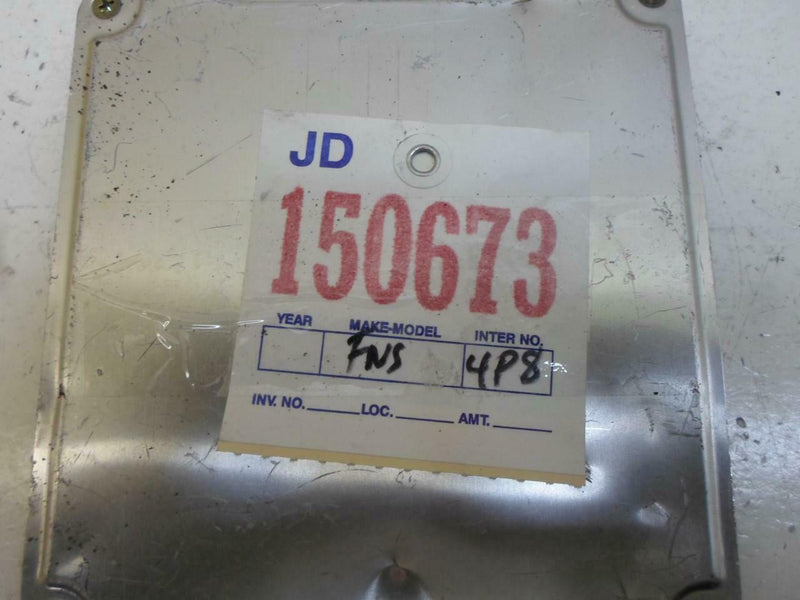 JD
150673
YEAR MAKE-MODEL INTER NO.
FNS 4P8
INV. NO. LOC. AMT.